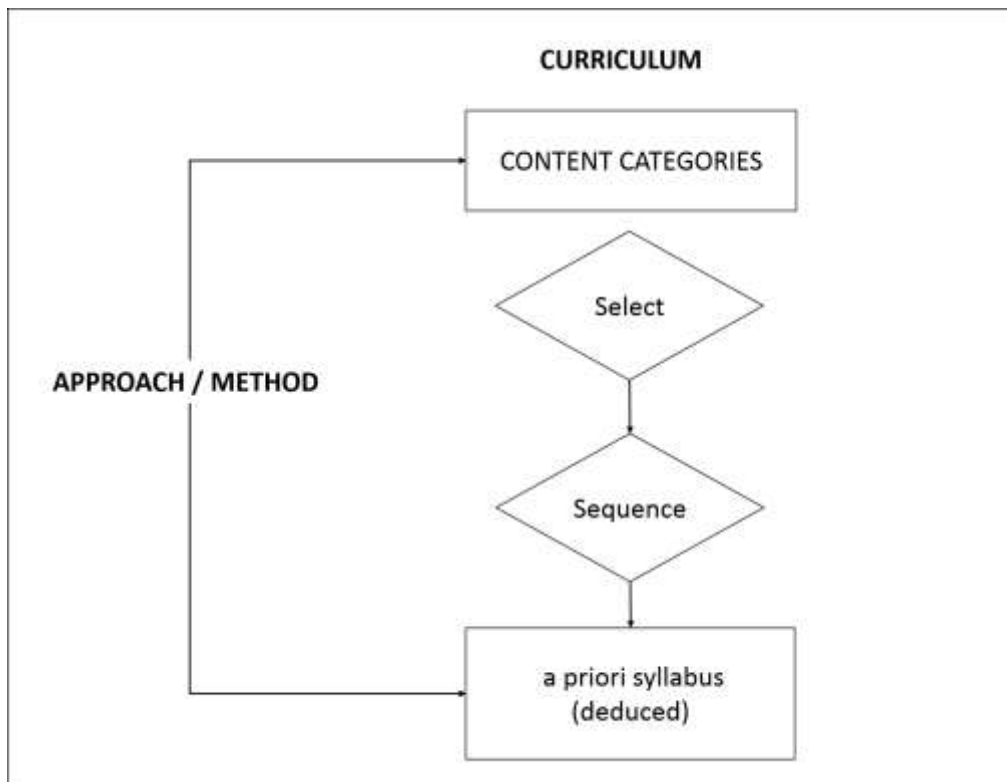 CURRICULUM
CONTENT CATEGORIES
Select
APPROACH / METHOD
Sequence
a priori syllabus
(deduced)